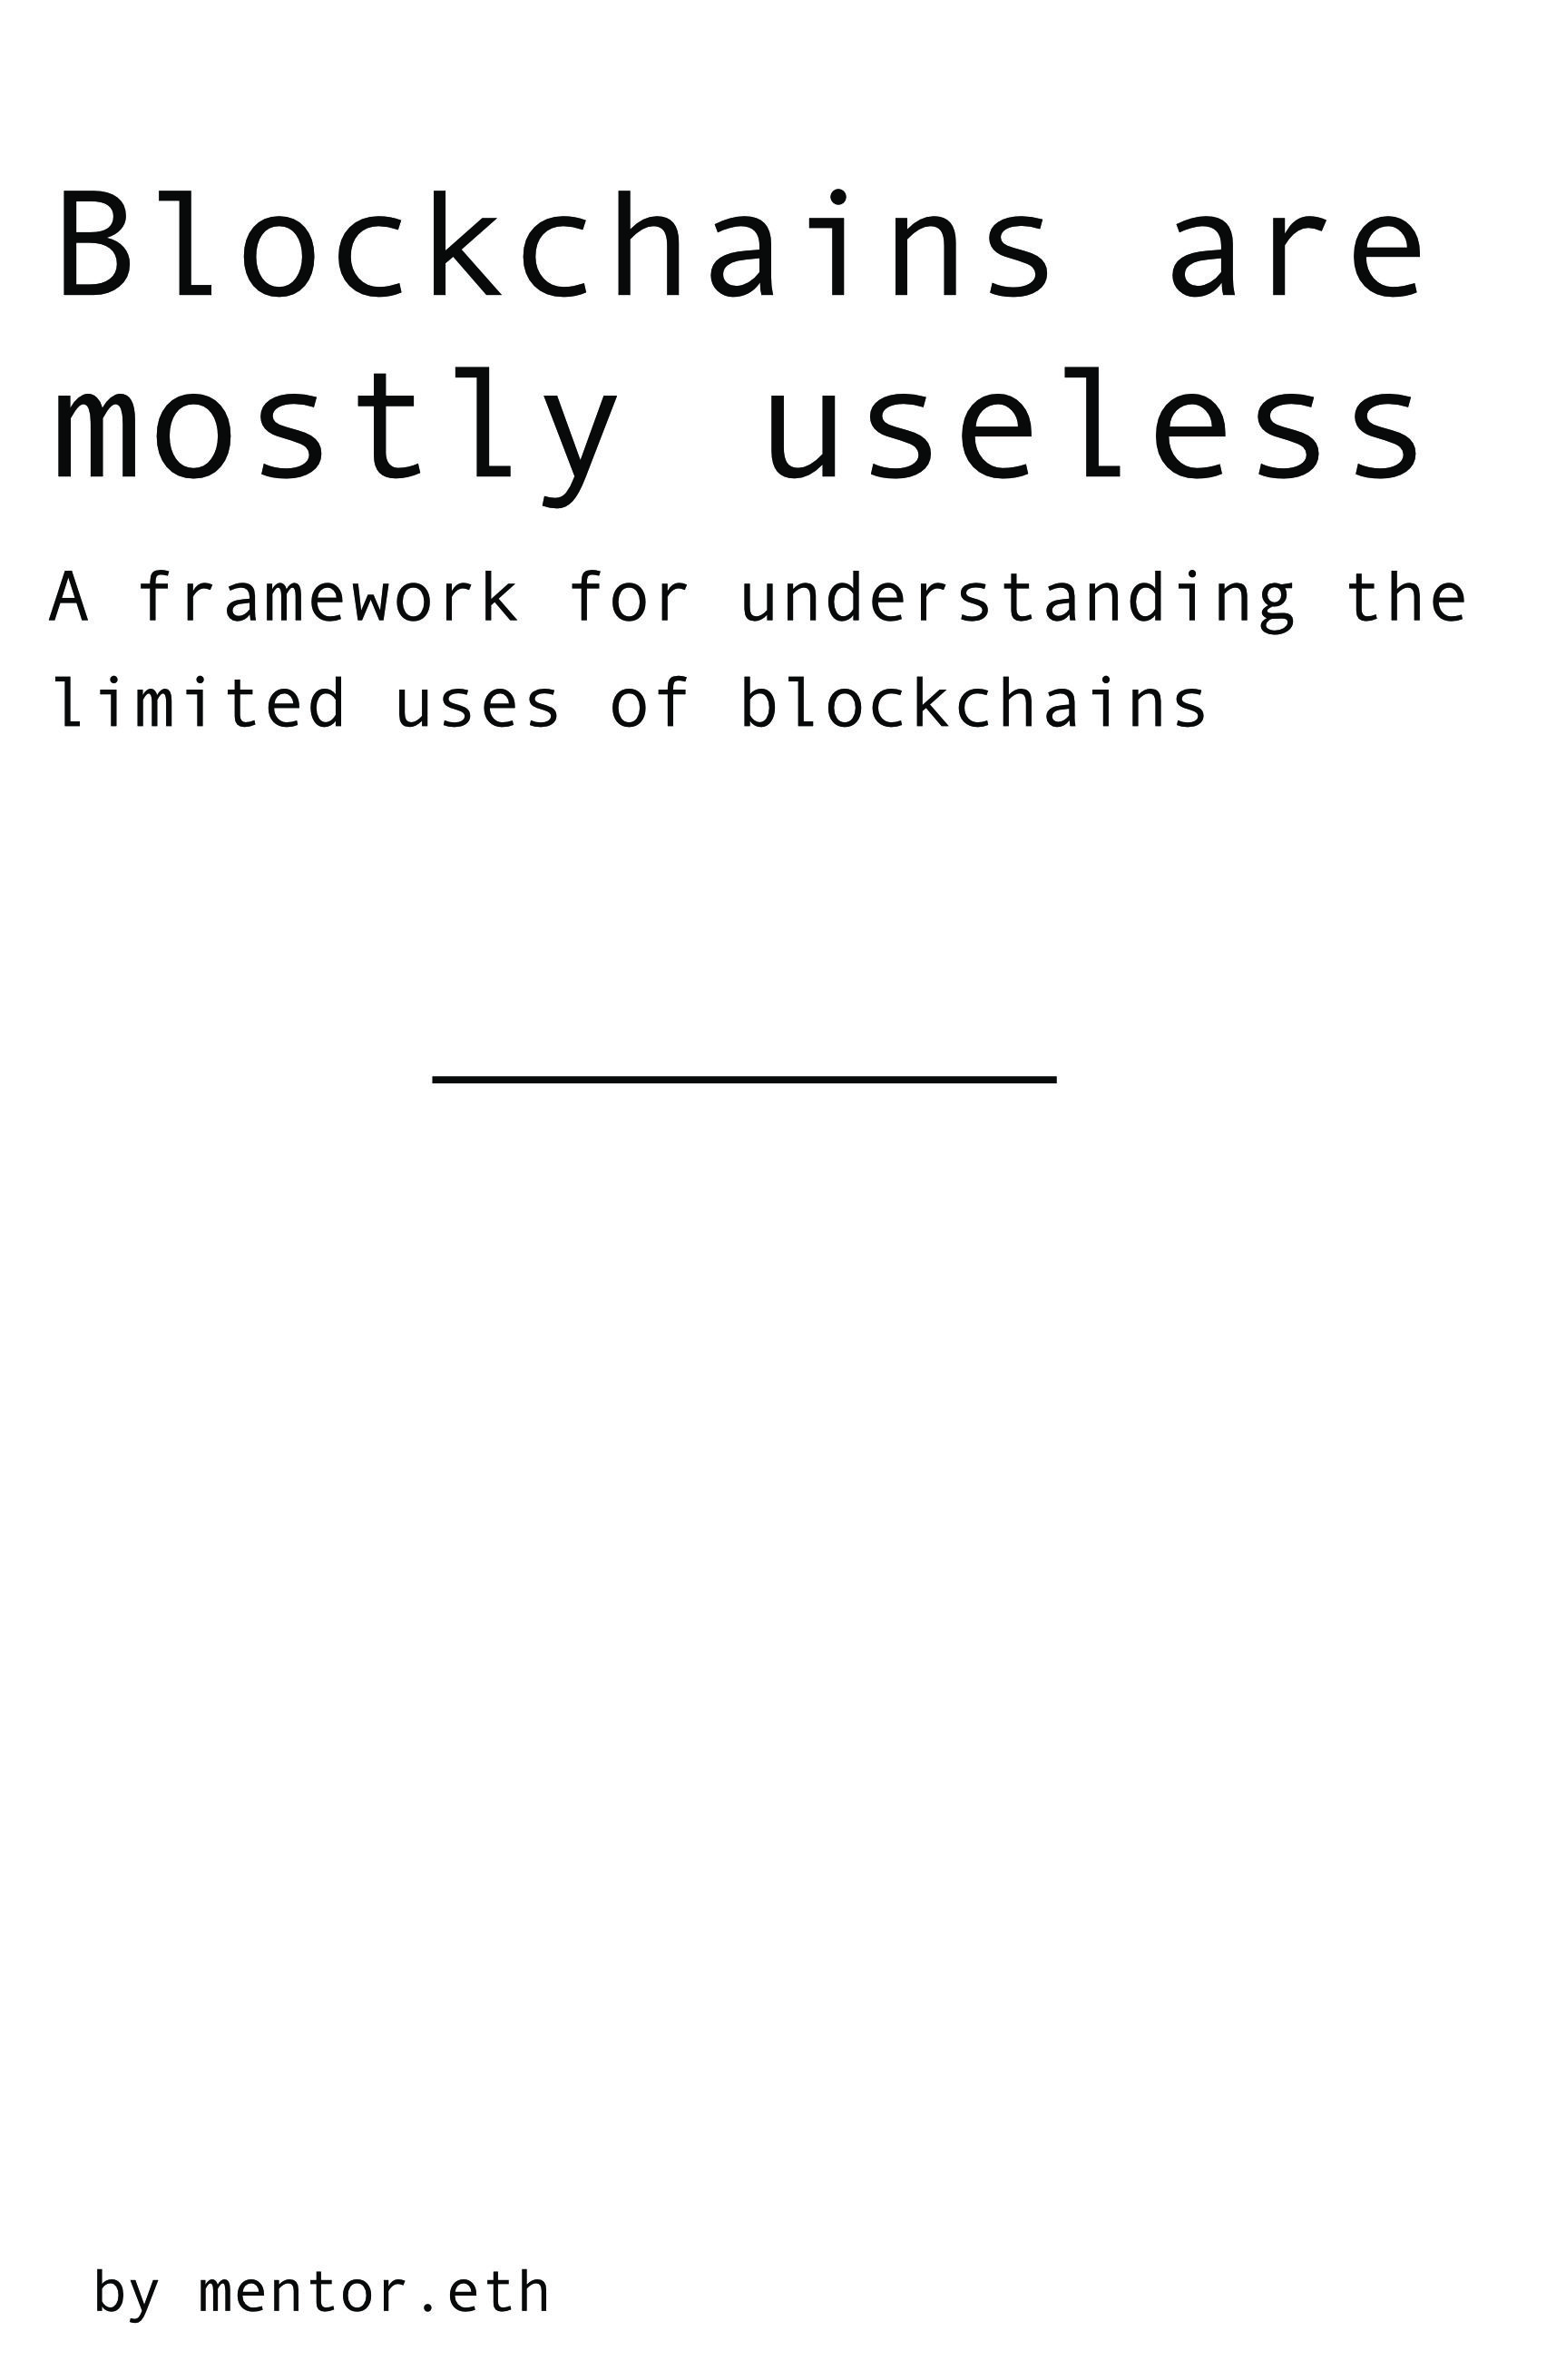 Blockchains are
mostly useless
A framework for understanding the
limited uses of blockchains
by mentor.eth